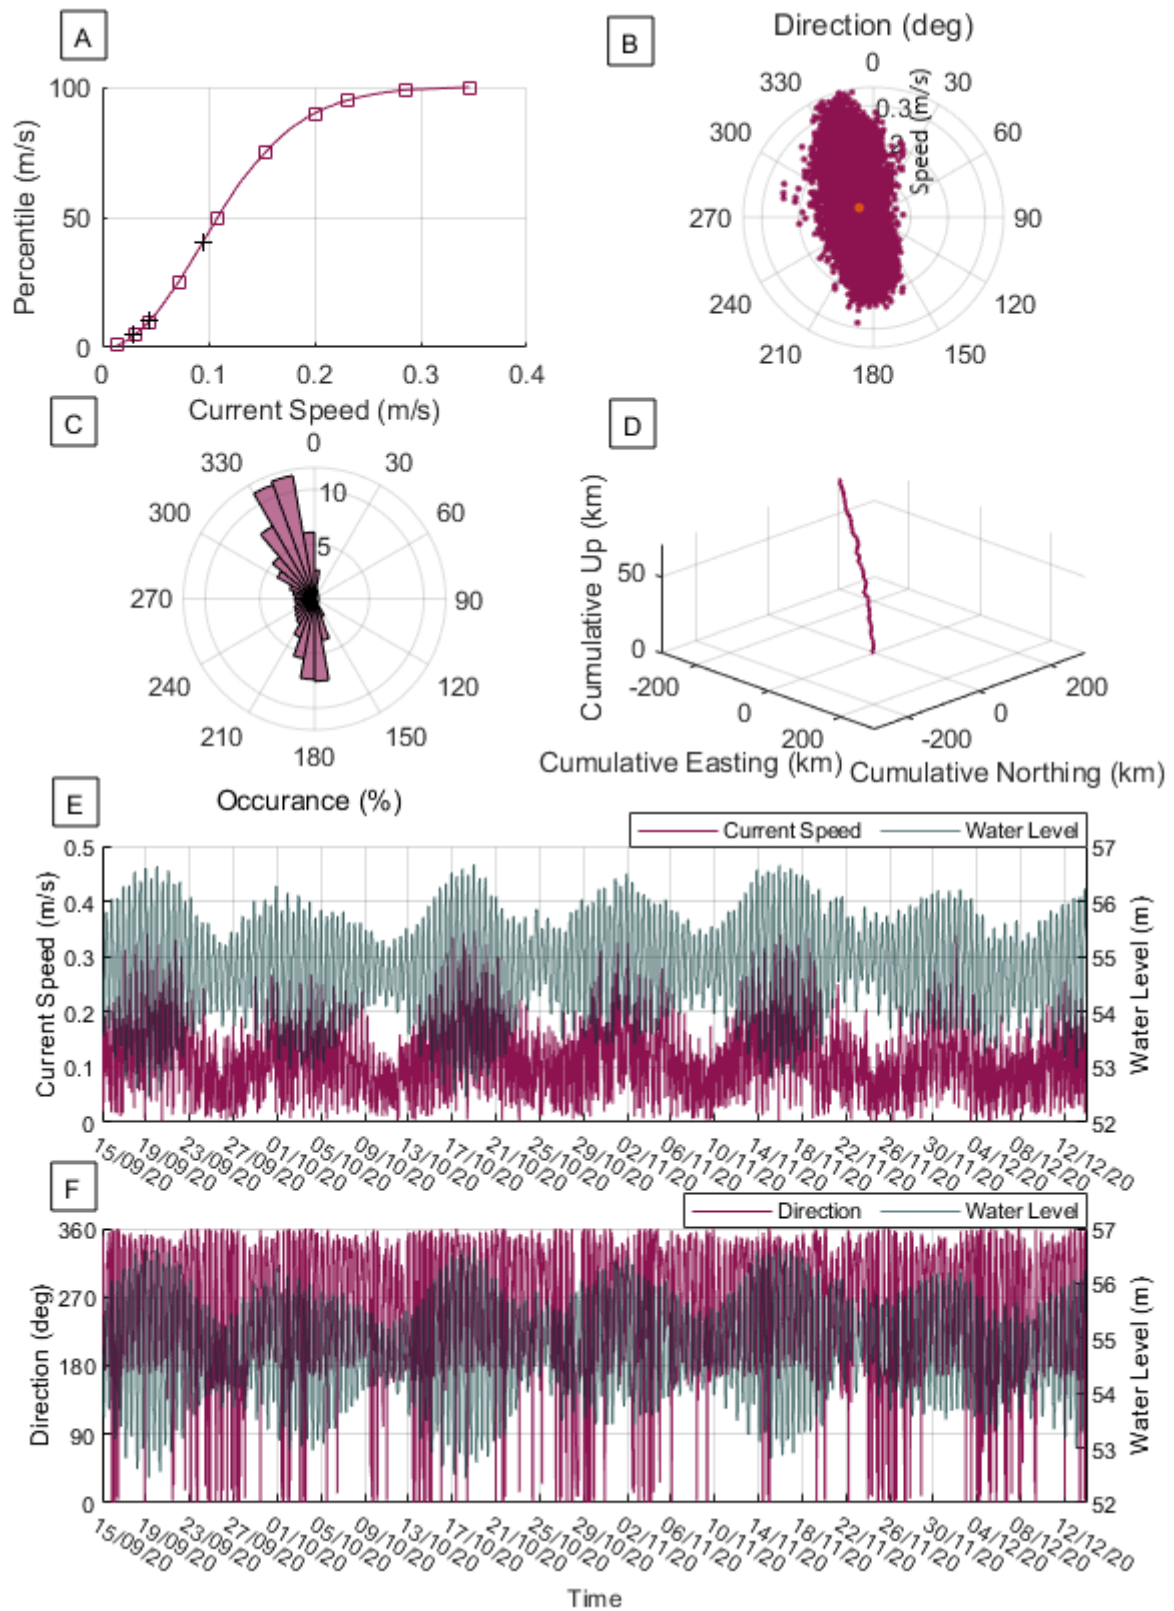 A
100
50
0
Percentile (m/s)
0 0.1 0.2 0.3 0.4
Current Speed (m/s)
B
Direction (deg)
0
30
60
90
120
150
180
210
240
270
300
330
0.3
Speed (m/s)
C
0
30
60
90
120
150
180
210
240
270
300
330
10
5
Occurance (%)
D
Cumulative Up (km)
50
0
-200
0
200
-200
0
200
Cumulative Easting (km)
Cumulative Northing (km)
E
Current Speed Water Level
0.5
0.4
0.3
0.2
0.1
0
Current Speed (m/s)
57
56
55
54
53
52
Water Level (m)
15/09/20 19/09/20 23/09/20 27/09/20 01/10/20 05/10/20 09/10/20 13/10/20 17/10/20 21/10/20 25/10/20 29/10/20 02/11/20 06/11/20 10/11/20 14/11/20 18/11/20 22/11/20 26/11/20 30/11/20 04/12/20 08/12/20 12/12/20
F
Direction Water Level
360
270
180
90
0
Direction (deg)
57
56
55
54
53
52
Water Level (m)
15/09/20 19/09/20 23/09/20 27/09/20 01/10/20 05/10/20 09/10/20 13/10/20 17/10/20 21/10/20 25/10/20 29/10/20 02/11/20 06/11/20 10/11/20 14/11/20 18/11/20 22/11/20 26/11/20 30/11/20 04/12/20 08/12/20 12/12/20
Time